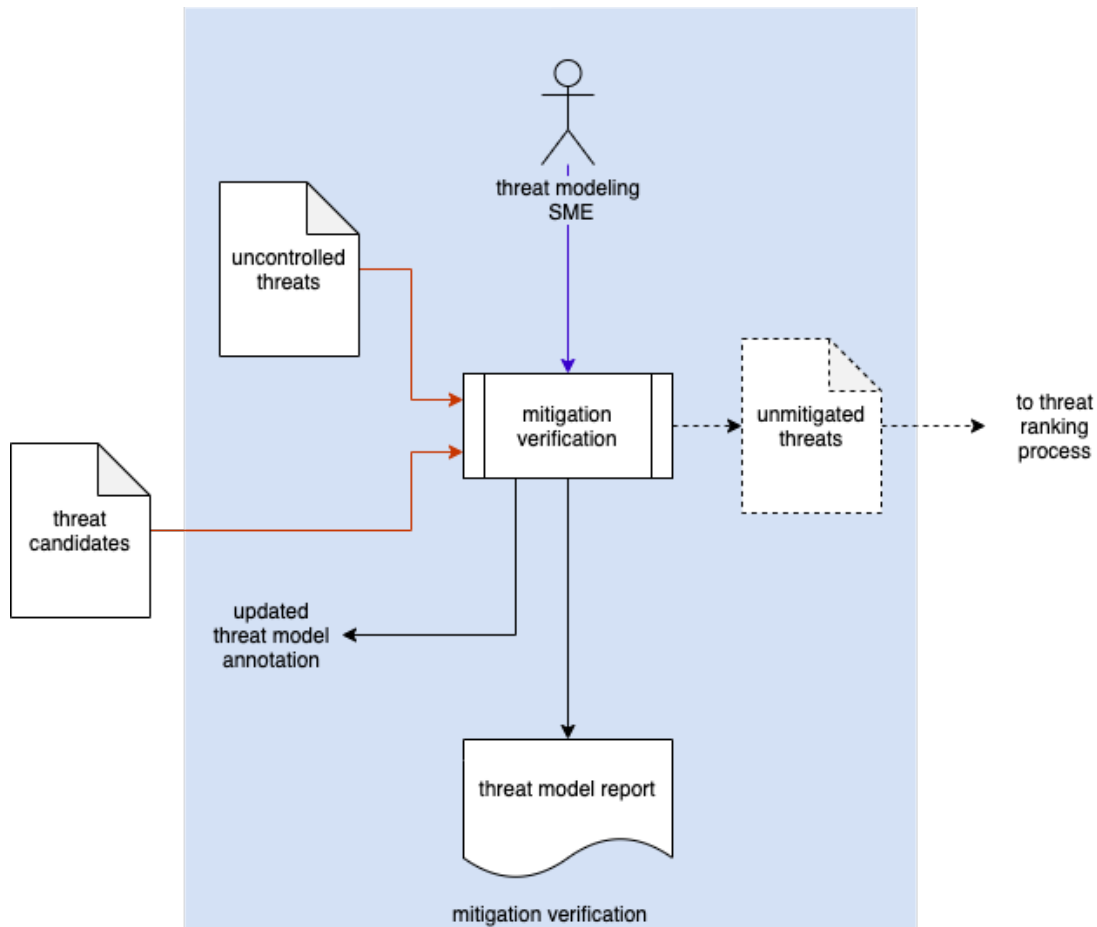 threat modeling
SME
uncontrolled
threats
mitigation
verification
unmitigated
threats
to threat
ranking
process
threat
candidates
updated
threat model
annotation
threat model report
mitigation verification